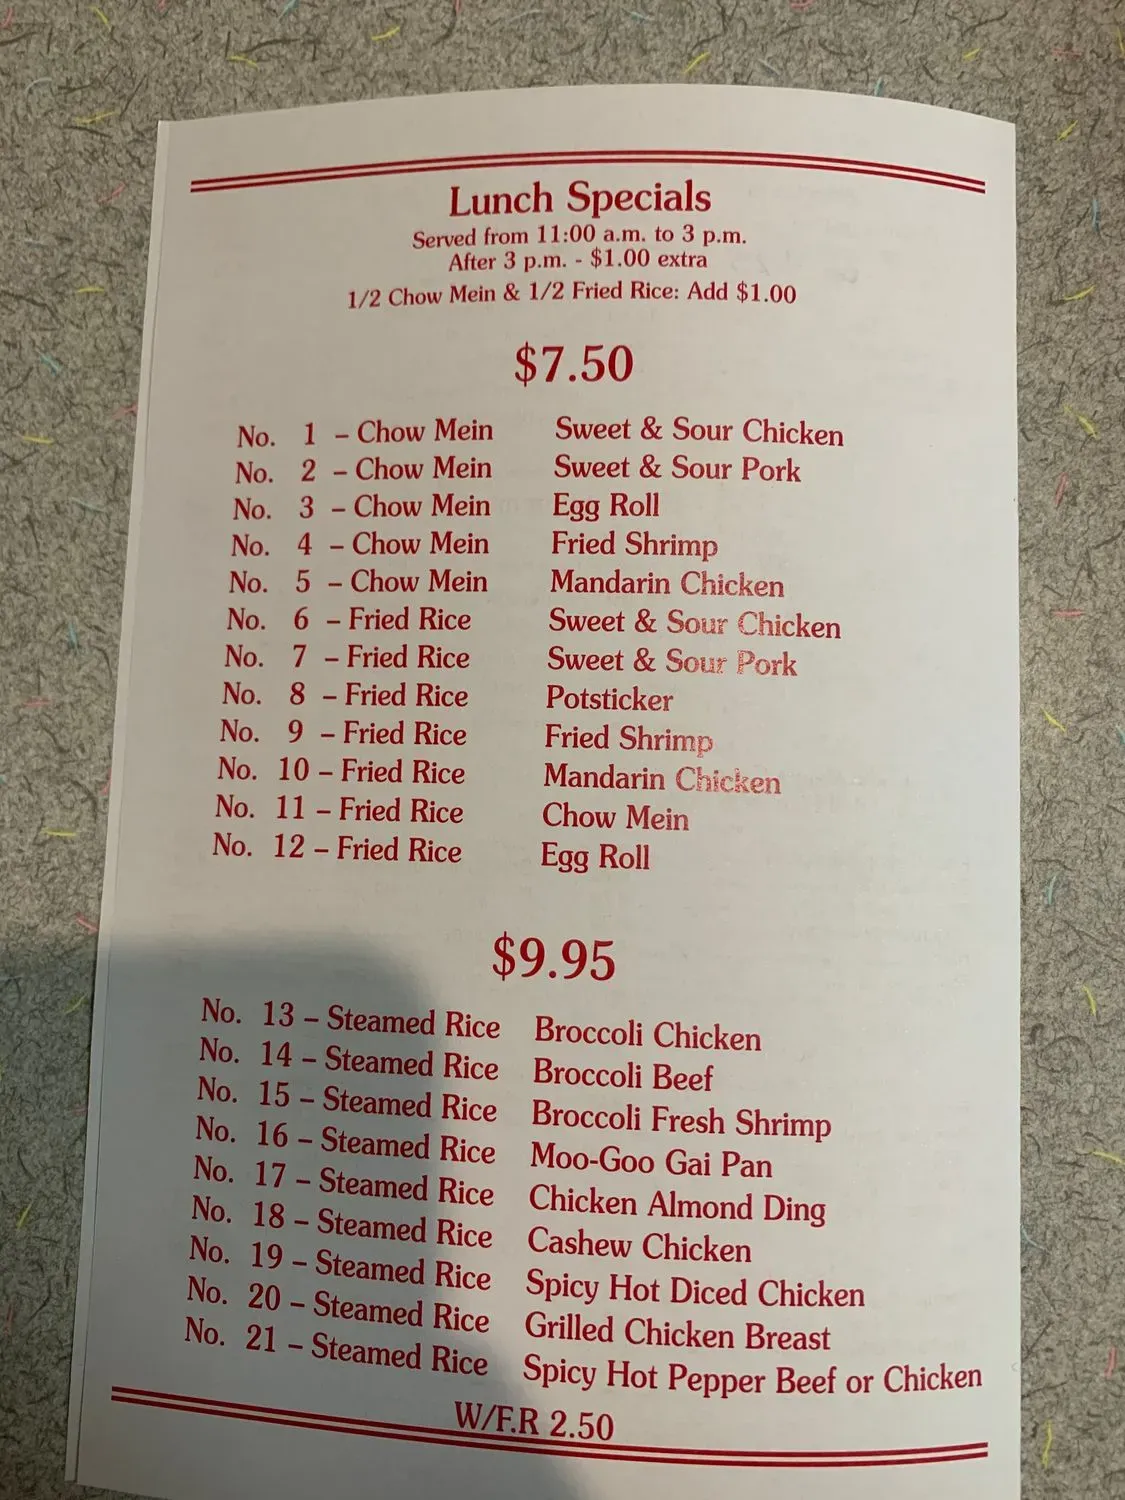 Lunch Specials
Served from 11:00 a.m. to 3 p.m.
After 3 p.m. - $1.00 extra
1/2 Chow Mein & 1/2 Fried Rice: Add $1.00
$7.50
No. 1 – Chow Mein Sweet & Sour Chicken
No. 2 – Chow Mein Sweet & Sour Pork
No. 3 – Chow Mein Egg Roll
No. 4 – Chow Mein Fried Shrimp
No. 5 – Chow Mein Mandarin Chicken
No. 6 – Fried Rice Sweet & Sour Chicken
No. 7 – Fried Rice Sweet & Sour Pork
No. 8 – Fried Rice Potsticker
No. 9 – Fried Rice Fried Shrimp
No. 10 – Fried Rice Mandarin Chicken
No. 11 – Fried Rice Chow Mein
No. 12 – Fried Rice Egg Roll
$9.95
No. 13 – Steamed Rice Broccoli Chicken
No. 14 – Steamed Rice Broccoli Beef
No. 15 – Steamed Rice Broccoli Fresh Shrimp
No. 16 – Steamed Rice Moo-Goo Gai Pan
No. 17 – Steamed Rice Chicken Almond Ding
No. 18 – Steamed Rice Cashew Chicken
No. 19 – Steamed Rice Spicy Hot Diced Chicken
No. 20 – Steamed Rice Grilled Chicken Breast
No. 21 – Steamed Rice Spicy Hot Pepper Beef or Chicken
W/F.R 2.50